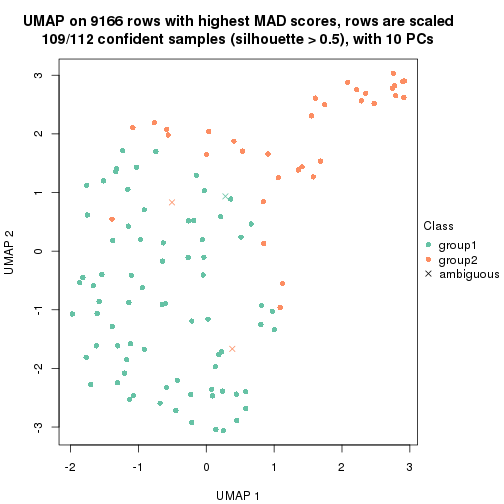 UMAP on 9166 rows with highest MAD scores, rows are scaled
109/112 confident samples (silhouette > 0.5), with 10 PCs
3
2
1
0
-1
-2
-3
UMAP 2
-2 -1 0 1 2 3
UMAP 1
Class
group1
group2
ambiguous